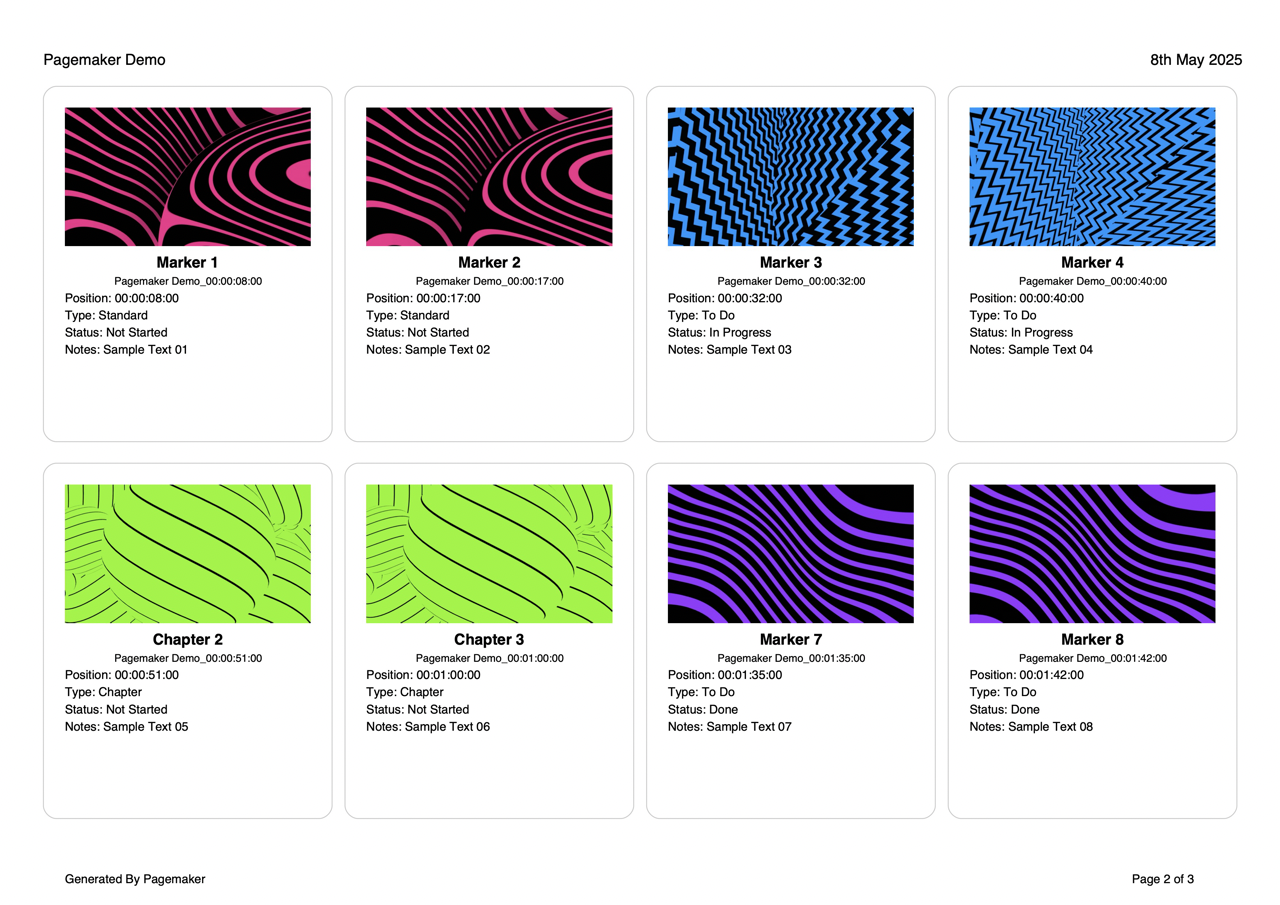 Pagemaker Demo
8th May 2025
Marker 1
Pagemaker Demo_00:00:08:00
Position: 00:00:08:00
Type: Standard
Status: Not Started
Notes: Sample Text 01
Marker 2
Pagemaker Demo_00:00:17:00
Position: 00:00:17:00
Type: Standard
Status: Not Started
Notes: Sample Text 02
Marker 3
Pagemaker Demo_00:00:32:00
Position: 00:00:32:00
Type: To Do
Status: In Progress
Notes: Sample Text 03
Marker 4
Pagemaker Demo_00:00:40:00
Position: 00:00:40:00
Type: To Do
Status: In Progress
Notes: Sample Text 04
Chapter 2
Pagemaker Demo_00:00:51:00
Position: 00:00:51:00
Type: Chapter
Status: Not Started
Notes: Sample Text 05
Chapter 3
Pagemaker Demo_00:01:00:00
Position: 00:01:00:00
Type: Chapter
Status: Not Started
Notes: Sample Text 06
Marker 7
Pagemaker Demo_00:01:35:00
Position: 00:01:35:00
Type: To Do
Status: Done
Notes: Sample Text 07
Marker 8
Pagemaker Demo_00:01:42:00
Position: 00:01:42:00
Type: To Do
Status: Done
Notes: Sample Text 08
Generated By Pagemaker
Page 2 of 3